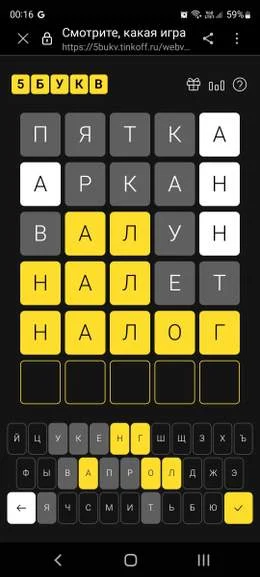 00:16 G 59%
Смотрите, какая игра
https://5bukv.tinkoff.ru/webv...
5 Б У К В
П Я Т К А
А Р К А Н
В А Л У Н
Н А Л Е Т
Н А Л О Г
Й Ц У К Е Н Г Ш Щ З Х Ъ
Ф Ы В А П Р О Л Д Ж Э
Я Ч С М И Т Ь Б Ю